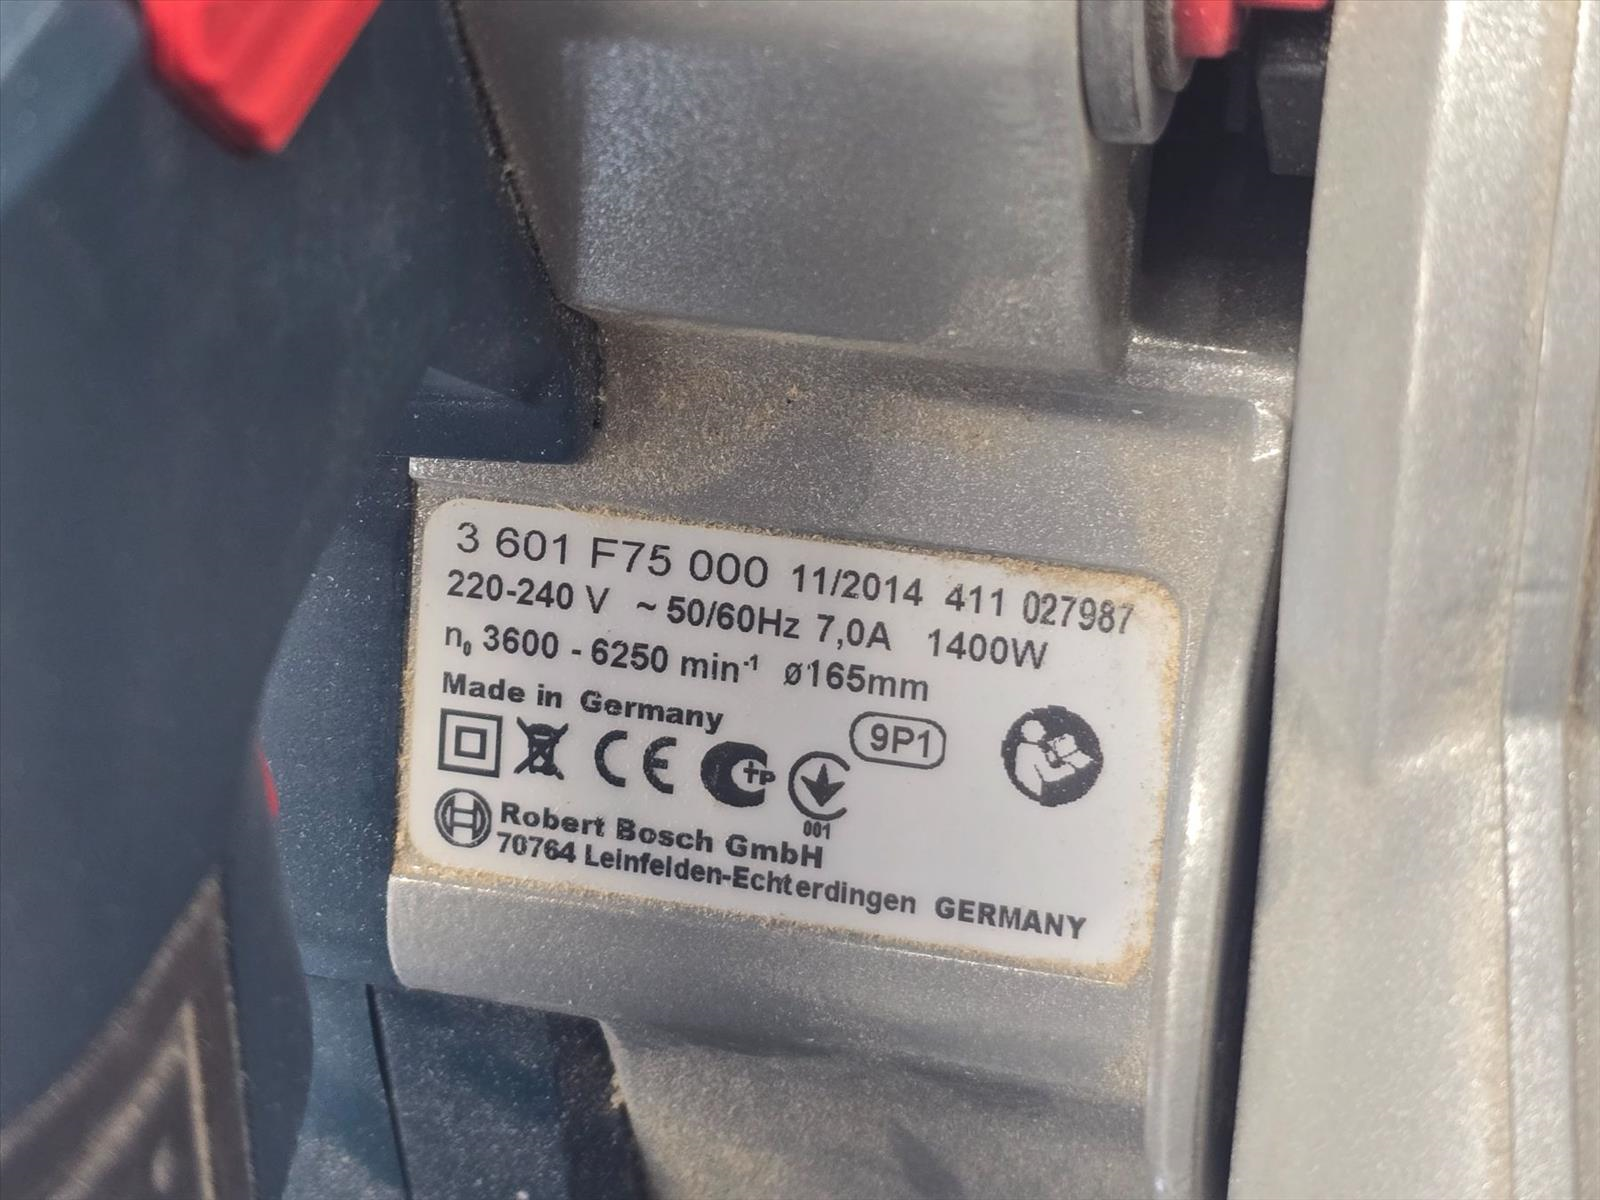 3 601 F75 000 11/2014 411 027987
220-240 V ~ 50/60Hz 7,0A 1400W
n₀ 3600 - 6250 min⁻¹ ø165mm
Made in Germany
9P1
CE
001
Robert Bosch GmbH
70764 Leinfelden-Echterdingen GERMANY